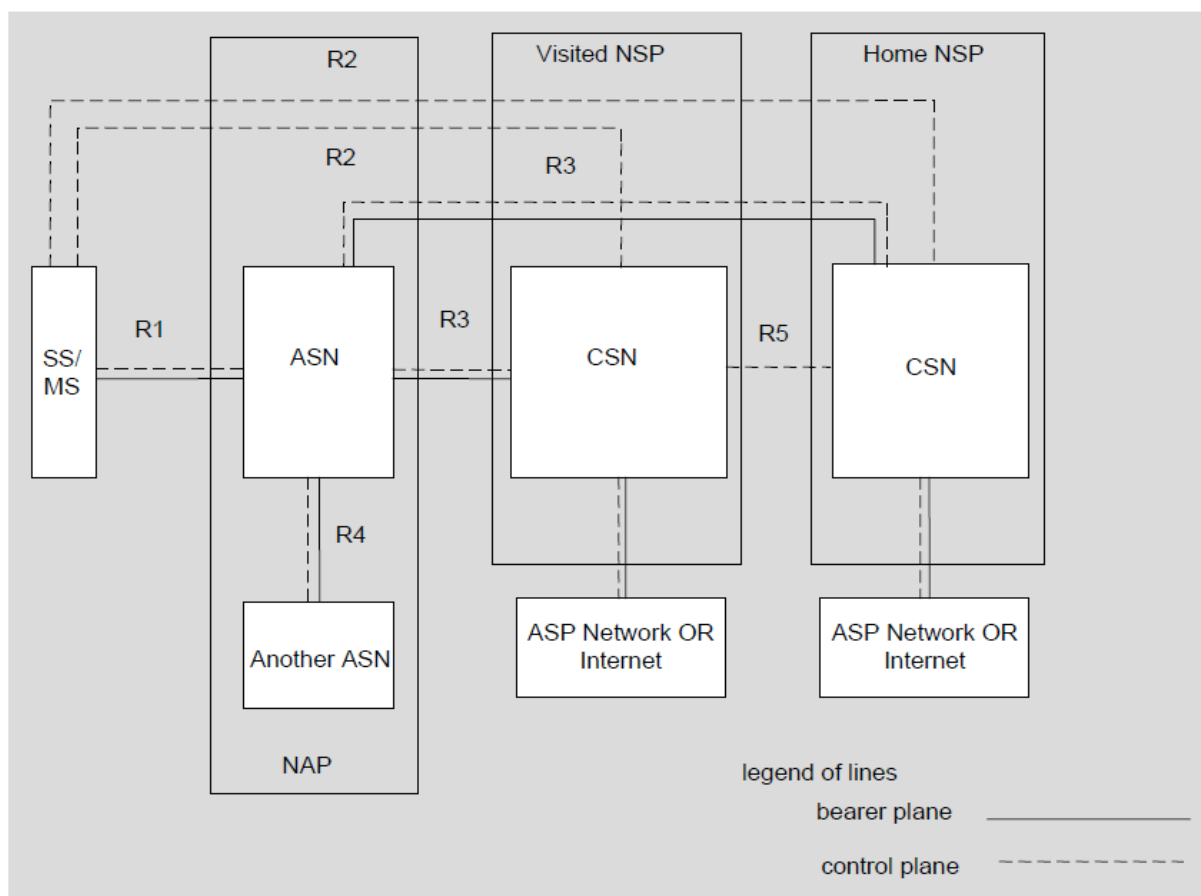 R2
Visited NSP
Home NSP
R2
R3
R1
R3
R5
SS/
MS
ASN
CSN
CSN
R4
Another ASN
ASP Network OR
Internet
ASP Network OR
Internet
NAP
legend of lines
bearer plane
control plane